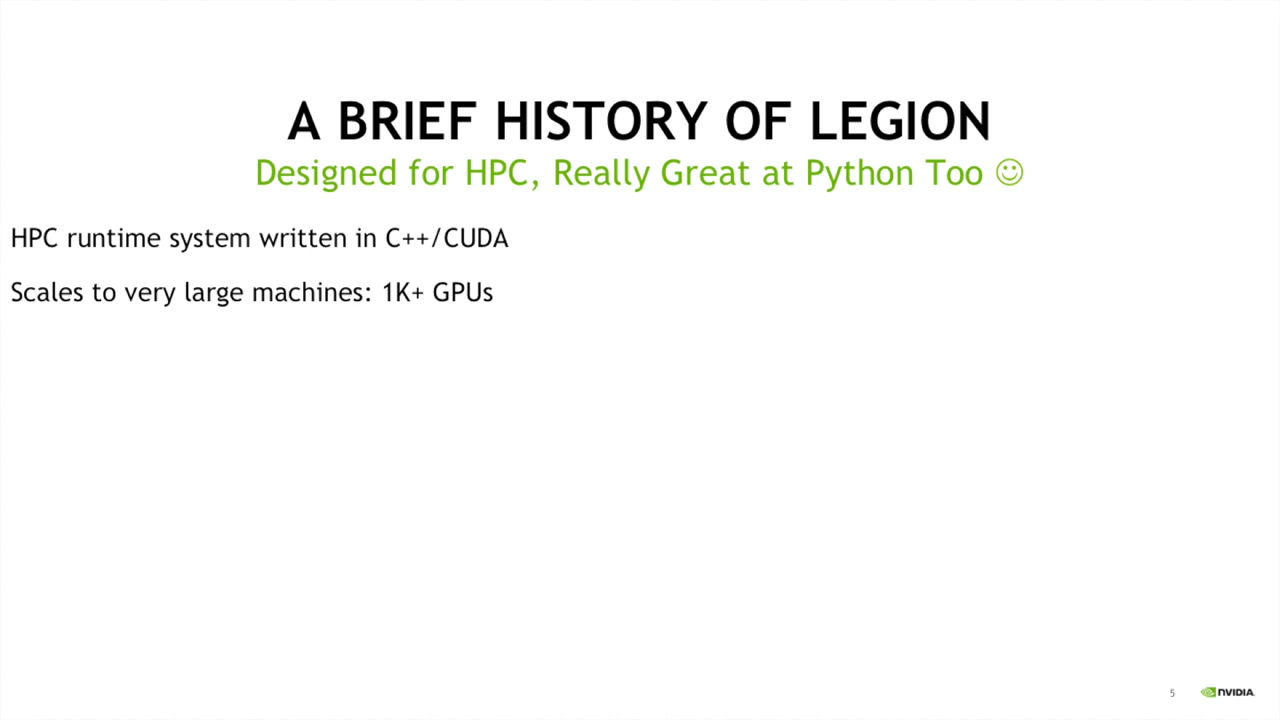 A BRIEF HISTORY OF LEGION
Designed for HPC, Really Great at Python Too ☺
HPC runtime system written in C++/CUDA
Scales to very large machines: 1K+ GPUs
5 NVIDIA.